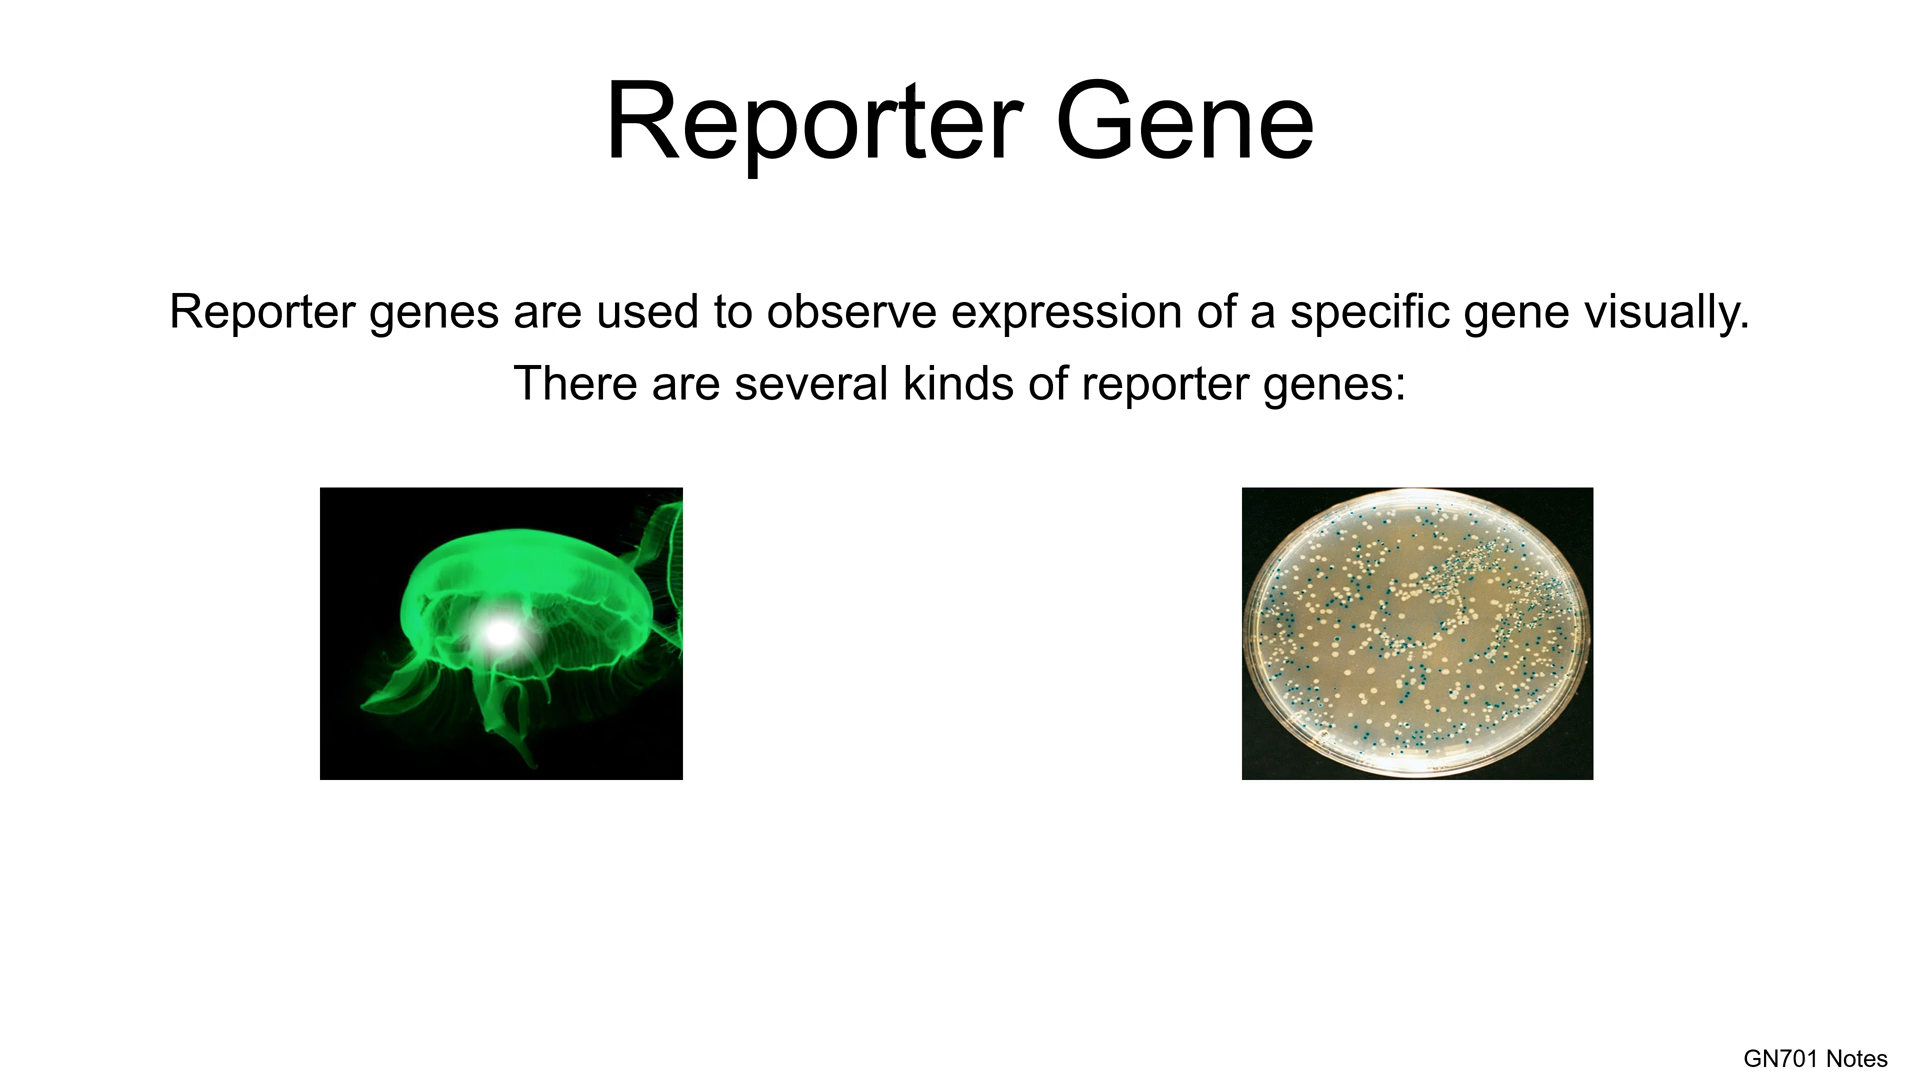 Reporter Gene
Reporter genes are used to observe expression of a specific gene visually.
There are several kinds of reporter genes:
GN701 Notes